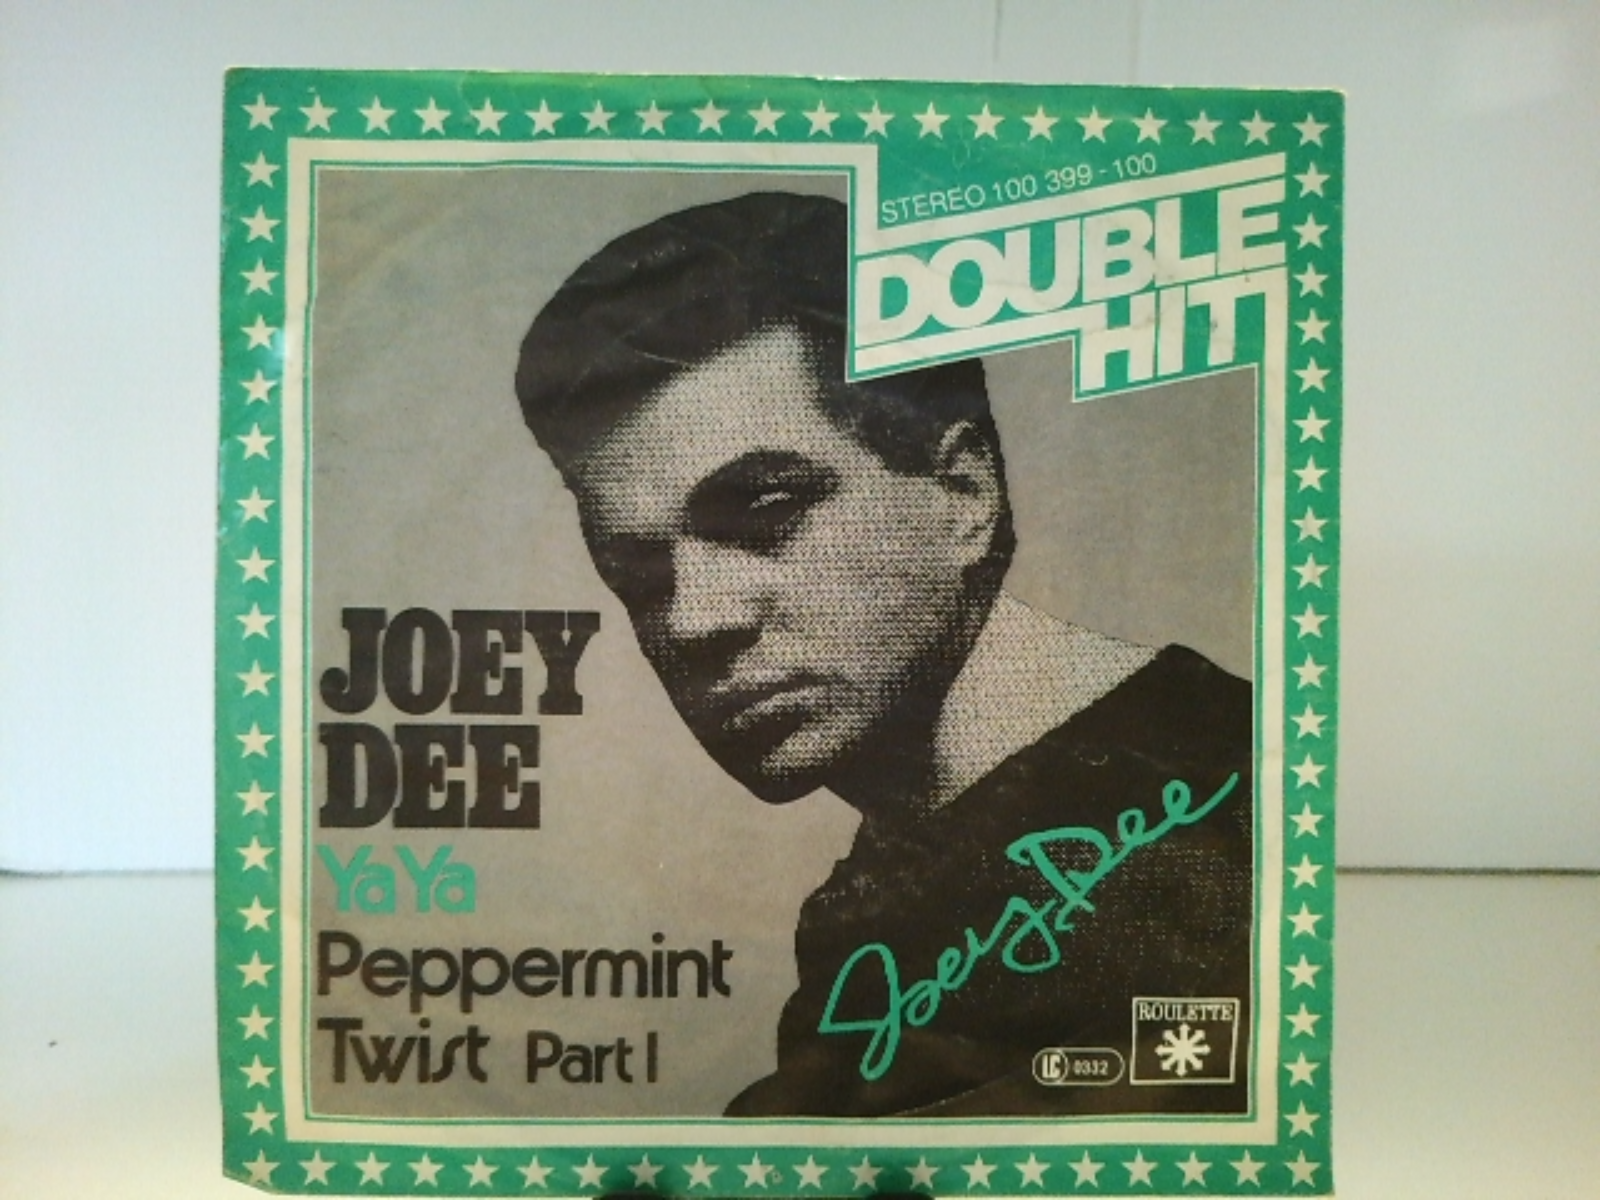 STEREO 100 399-100
DOUBLE
HIT
JOEY
DEE
Ya Ya
Peppermint
Twist Part I
Joey Dee
LC 0332
ROULETTE